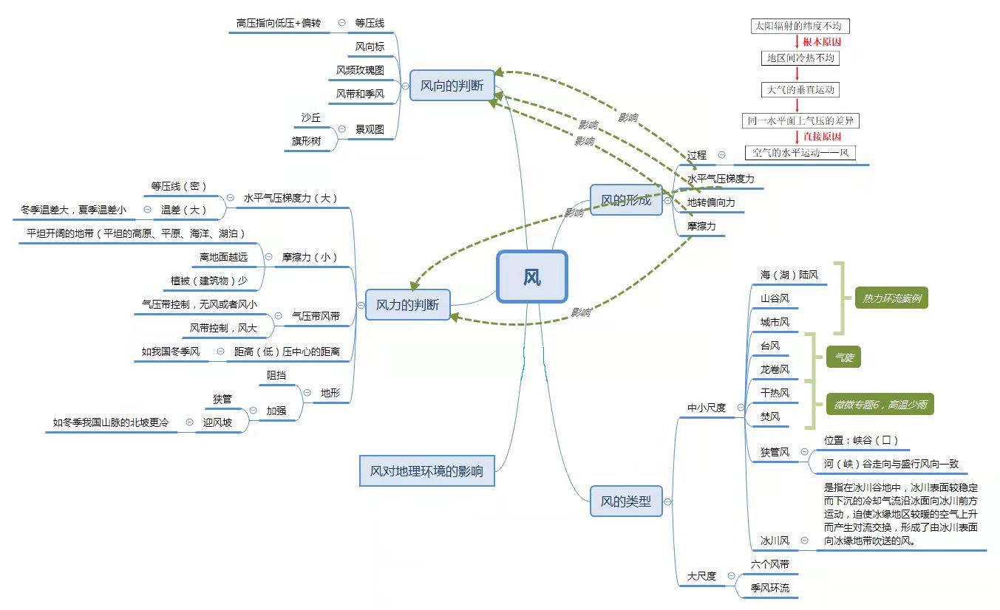 风
风向的判断
等压线
高压指向低压+偏转
风向标
风频玫瑰图
风带和季风
景观图
沙丘
旗形树
风力的判断
水平气压梯度力（大）
等压线（密）
温差（大）
冬季温差大，夏季温差小
摩擦力（小）
平坦开阔的地带（平坦的高原、平原、海洋、湖泊）
离地面越远
植被（建筑物）少
气压带风带
气压带控制，无风或者风小
风带控制，风大
距高（低）压中心的距离
如我国冬季风
地形
阻挡
加强
狭管
迎风坡
如冬季我国山脉的北坡更冷
风对地理环境的影响
风的形成
过程
太阳辐射的纬度不均
根本原因
地区间冷热不均
大气的垂直运动
同一水平面上气压的差异
直接原因
空气的水平运动——风
水平气压梯度力
地转偏向力
摩擦力
影响
影响
影响
影响
影响
风的类型
中小尺度
海（湖）陆风
山谷风
城市风
热力环流案例
台风
龙卷风
气旋
干热风
焚风
微微专题6，高温少雨
狭管风
位置：峡谷（口）
河（峡）谷走向与盛行风向一致
冰川风
是指在冰川谷地中，冰川表面较稳定
而下沉的冷却气流沿冰面向冰川前方
运动，迫使冰缘地区较暖的空气上升
而产生对流交换，形成了由冰川表面
向冰缘地带吹送的风。
大尺度
六个风带
季风环流